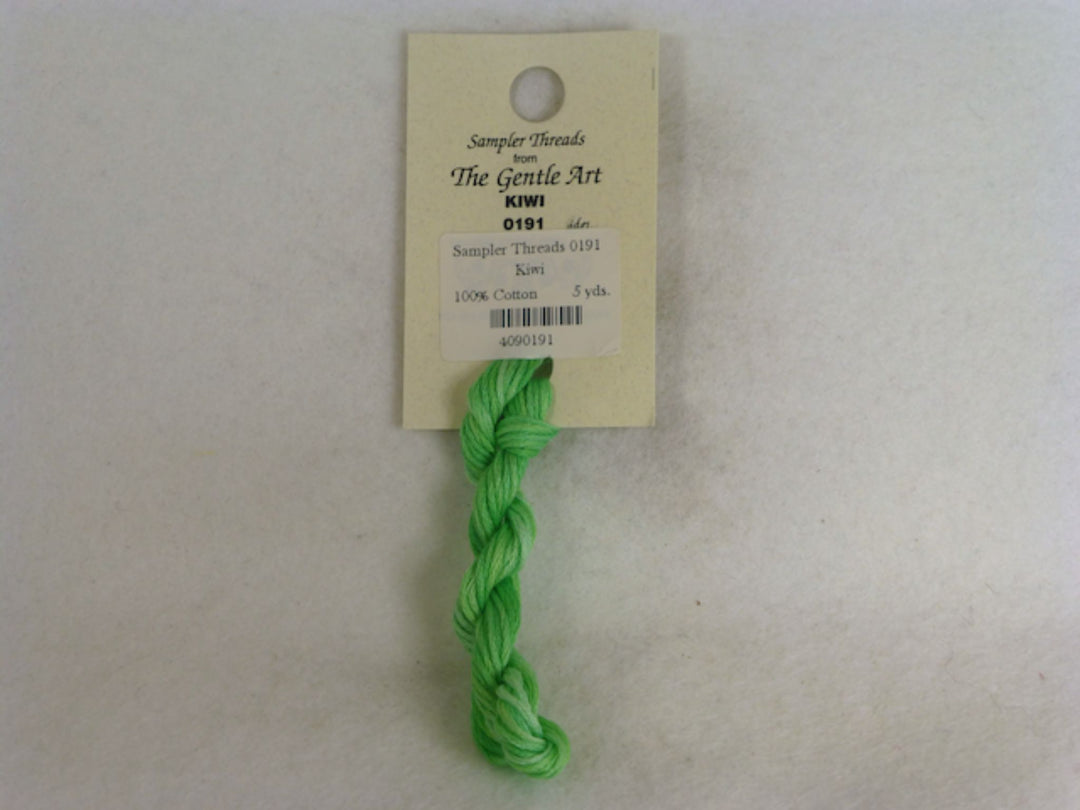 Sampler Threads
from
The Gentle Art
KIWI
0191
Sampler Threads 0191
Kiwi
100% Cotton 5 yds.
4090191